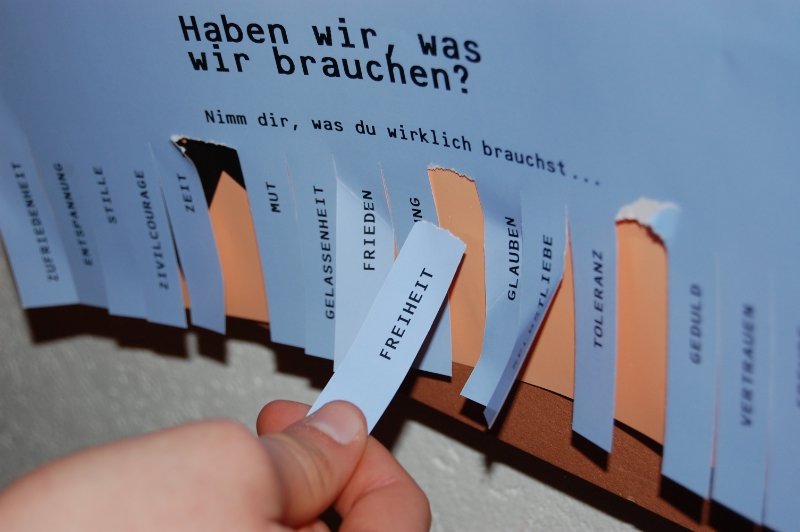 Haben wir, was
wir brauchen?
Nimm dir, was du wirklich brauchst...
ZUFRIEDENHEIT
ENTSPANNUNG
STILLE
ZIVILCOURAGE
ZEIT
MUT
GELASSENHEIT
FRIEDEN
FREIHEIT
GLAUBEN
SELBSTLIEBE
TOLERANZ
GEDULD
VERTRAUEN